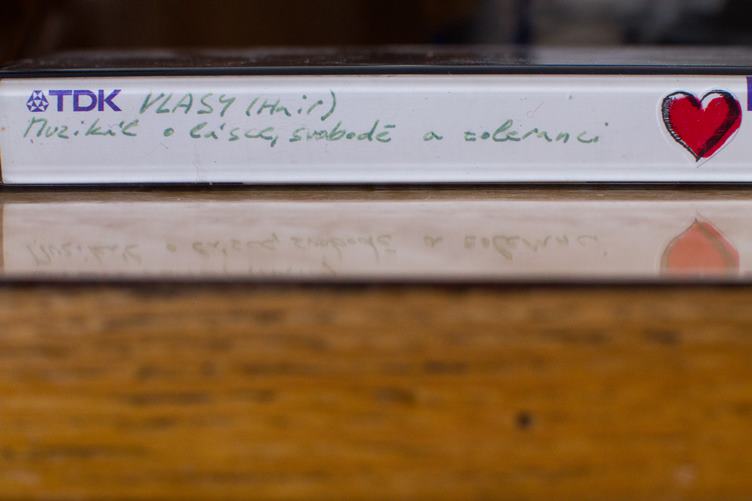 TDK VLASY (Hair)
Muzikál o lásce, svobodě a toleranci